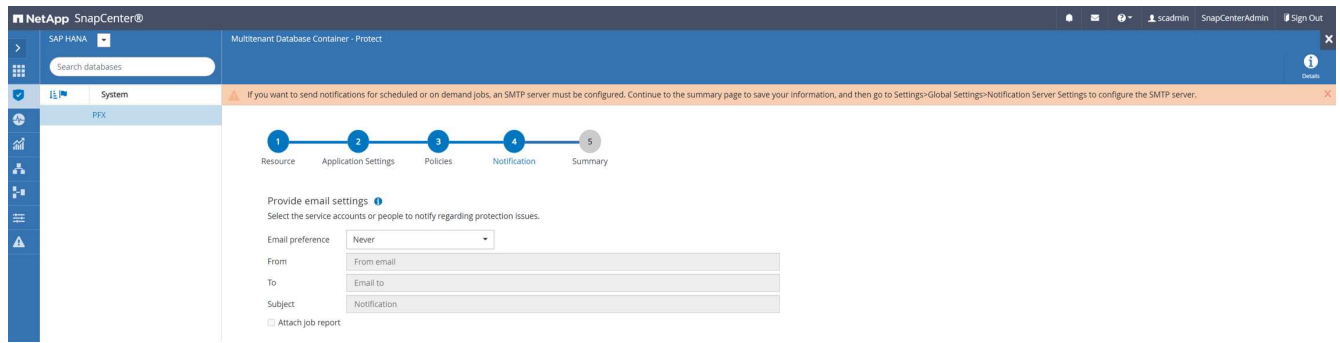 NetApp SnapCenter®
scadmin SnapCenterAdmin Sign Out
SAP HANA
Multitenant Database Container - Protect
Search databases
Details
System
If you want to send notifications for scheduled or on demand jobs, an SMTP server must be configured. Continue to the summary page to save your information, and then go to Settings>Global Settings>Notification Server Settings to configure the SMTP server.
PFX
1 2 3 4 5
Resource Application Settings Policies Notification Summary
Provide email settings
Select the service accounts or people to notify regarding protection issues.
Email preference Never
From From email
To Email to
Subject Notification
Attach job report